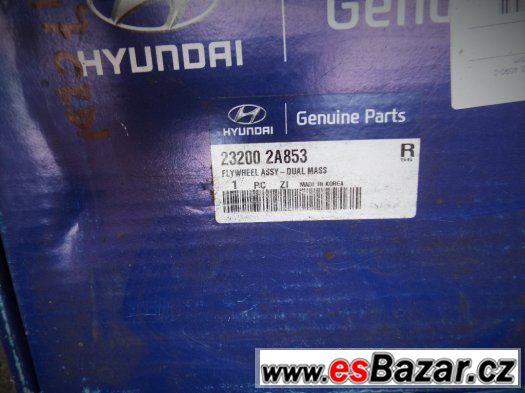 HYUNDAI
Genu
HYUNDAI
Genuine Parts
23200 2A853
R
FLYWHEEL ASSY-DUAL MASS
1 PC ZI MADE IN KOREA
www.esBazar.cz